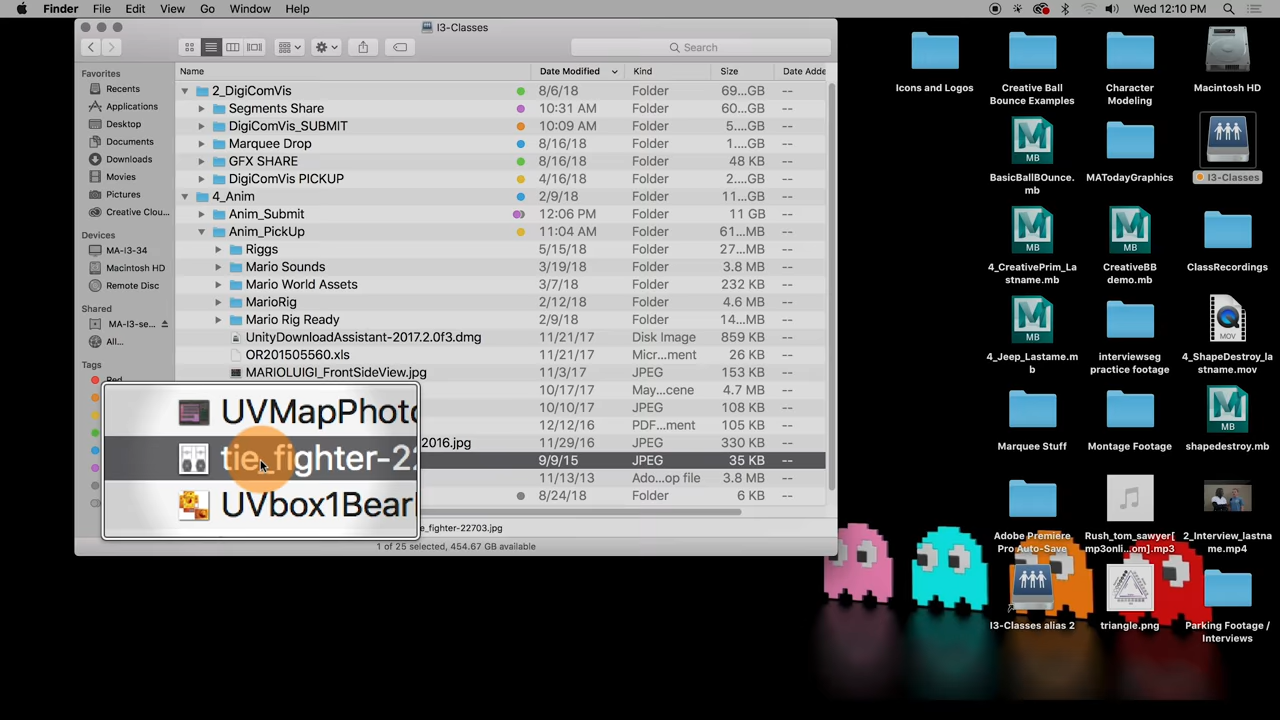 Finder File Edit View Go Window Help Wed 12:10 PM
I3-Classes
Search
Favorites
Recents
Applications
Desktop
Documents
Downloads
Movies
Pictures
Creative Clou...
Devices
MA-I3-34
Macintosh HD
Remote Disc
Shared
MA-I3-se...
All...
Tags
Red
Name Date Modified Kind Size Date Adde
2_DigiComVis 8/6/18 Folder 69...GB --
Segments Share 10:31 AM Folder 60...GB --
DigiComVis_SUBMIT 10:09 AM Folder 5....GB --
Marquee Drop 8/16/18 Folder 1....GB --
GFX SHARE 8/16/18 Folder 48 KB --
DigiComVis PICKUP 4/16/18 Folder 2....GB --
4_Anim 2/9/18 Folder 11...GB --
Anim_Submit 12:06 PM Folder 11 GB --
Anim_PickUp 11:04 AM Folder 61...MB --
Riggs 5/15/18 Folder 27...MB --
Mario Sounds 3/19/18 Folder 3.8 MB --
Mario World Assets 3/7/18 Folder 232 KB --
MarioRig 2/12/18 Folder 4.6 MB --
Mario Rig Ready 2/9/18 Folder 14...MB --
UnityDownloadAssistant-2017.2.0f3.dmg 11/21/17 Disk Image 859 KB --
OR201505560.xls 11/21/17 Micr...ment 26 KB --
MARIOLUIGI_FrontSideView.jpg 11/3/17 JPEG 153 KB --
10/17/17 May...cene 4.7 MB --
10/10/17 JPEG 108 KB --
12/12/16 PDF...ment 105 KB --
2016.jpg 11/29/16 JPEG 330 KB --
9/9/15 JPEG 35 KB --
11/13/13 Ado...op file 3.8 MB --
8/24/18 Folder 6 KB --
UVMapPhoto
tie_fighter-22
UVbox1Bear
e_fighter-22703.jpg
1 of 25 selected, 454.67 GB available
Icons and Logos
Creative Ball
Bounce Examples
Character
Modeling
Macintosh HD
MB
BasicBallBOunce.
mb
MATodayGraphics
I3-Classes
MB
4_CreativePrim_La
stname.mb
MB
CreativeBB
demo.mb
ClassRecordings
MB
4_Jeep_Lastame.m
b
interviewseg
practice footage
MOV
4_ShapeDestroy_la
stname.mov
Marquee Stuff
Montage Footage
MB
shapedestroy.mb
Adobe Premiere
Pro Auto-Save
Rush_tom_sawyer[
mp3onli...om].mp3
2_Interview_lastna
me.mp4
I3-Classes alias 2
triangle.png
Parking Footage /
Interviews